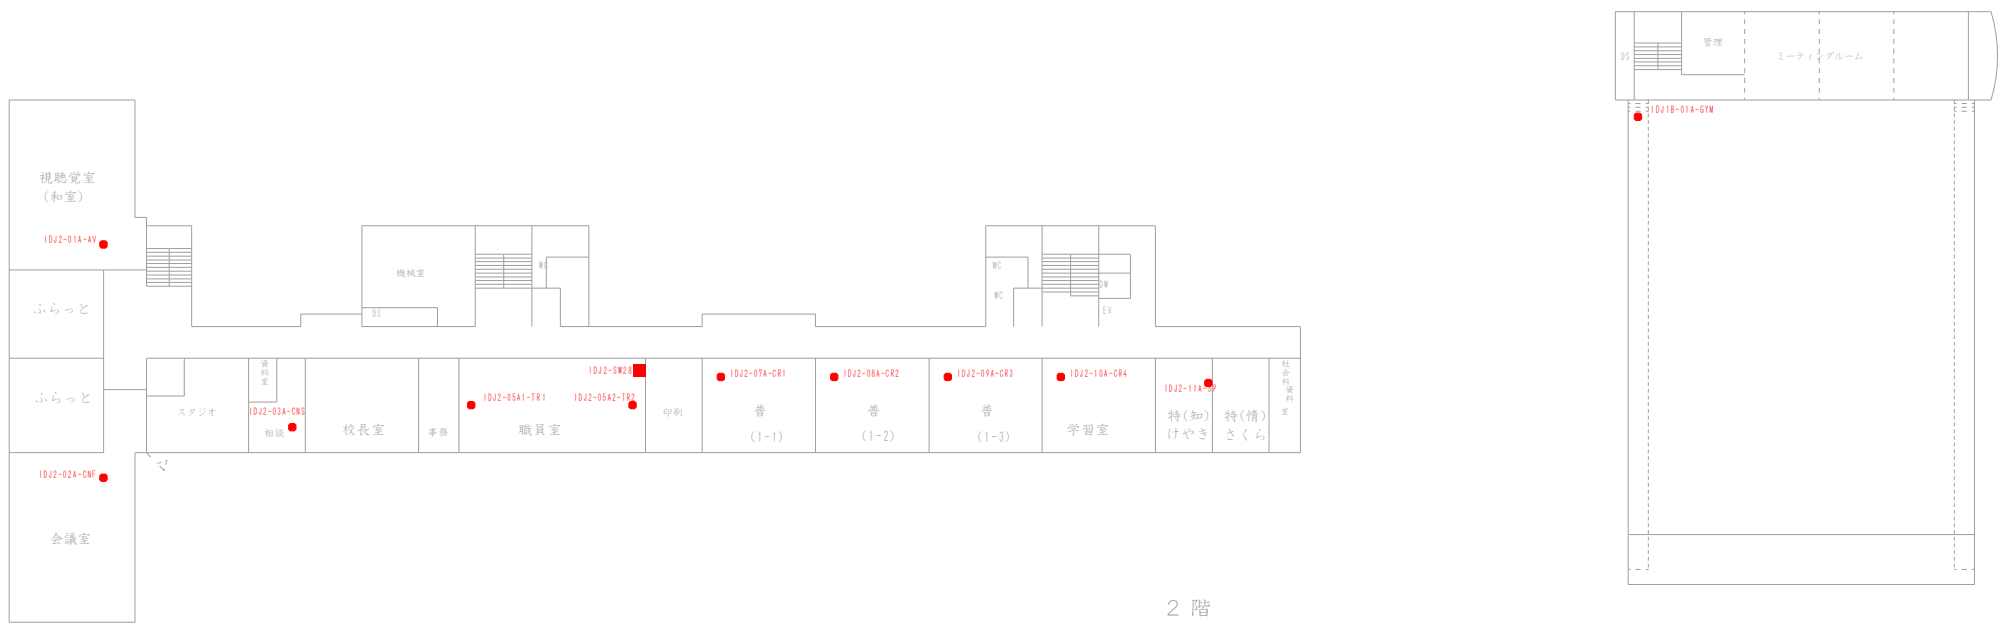 視聴覚室
(和室)
IDJ2-01A-AV
ふらっと
ふらっと
IDJ2-02A-CNF
会議室
スタジオ
資料室
IDJ2-03A-CNS
相談
校長室
事務
機械室
DS
WC
IDJ2-SW28
IDJ2-05A1-TR1
IDJ2-05A2-TR2
職員室
印刷
IDJ2-07A-CR1
普
(1-1)
IDJ2-08A-CR2
普
(1-2)
IDJ2-09A-CR3
普
(1-3)
WC
WC
DW
EV
IDJ2-10A-CR4
学習室
IDJ2-11A-SP
特(知)
けやき
特(情)
さくら
社会科資料室
2 階
DS
管理
ミーティングルーム
IDJ1B-01A-GYM